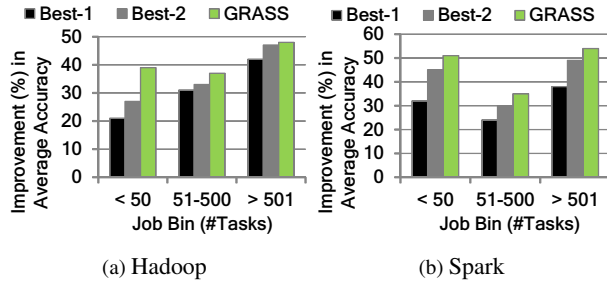 Best-1 Best-2 GRASS
Improvement (%) in
Average Accuracy
50
40
30
20
10
0
< 50 51-500 > 501
Job Bin (#Tasks)
(a) Hadoop
Best-1 Best-2 GRASS
Improvement (%) in
Average Accuracy
60
50
40
30
20
10
0
< 50 51-500 > 501
Job Bin (#Tasks)
(b) Spark